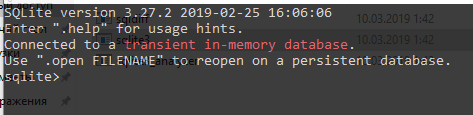 SQLite version 3.27.2 2019-02-25 16:06:06
Enter ".help" for usage hints.
Connected to a transient in-memory database.
Use ".open FILENAME" to reopen on a persistent database.
sqlite>
10.03.2019 1:42
10.03.2019 1:42